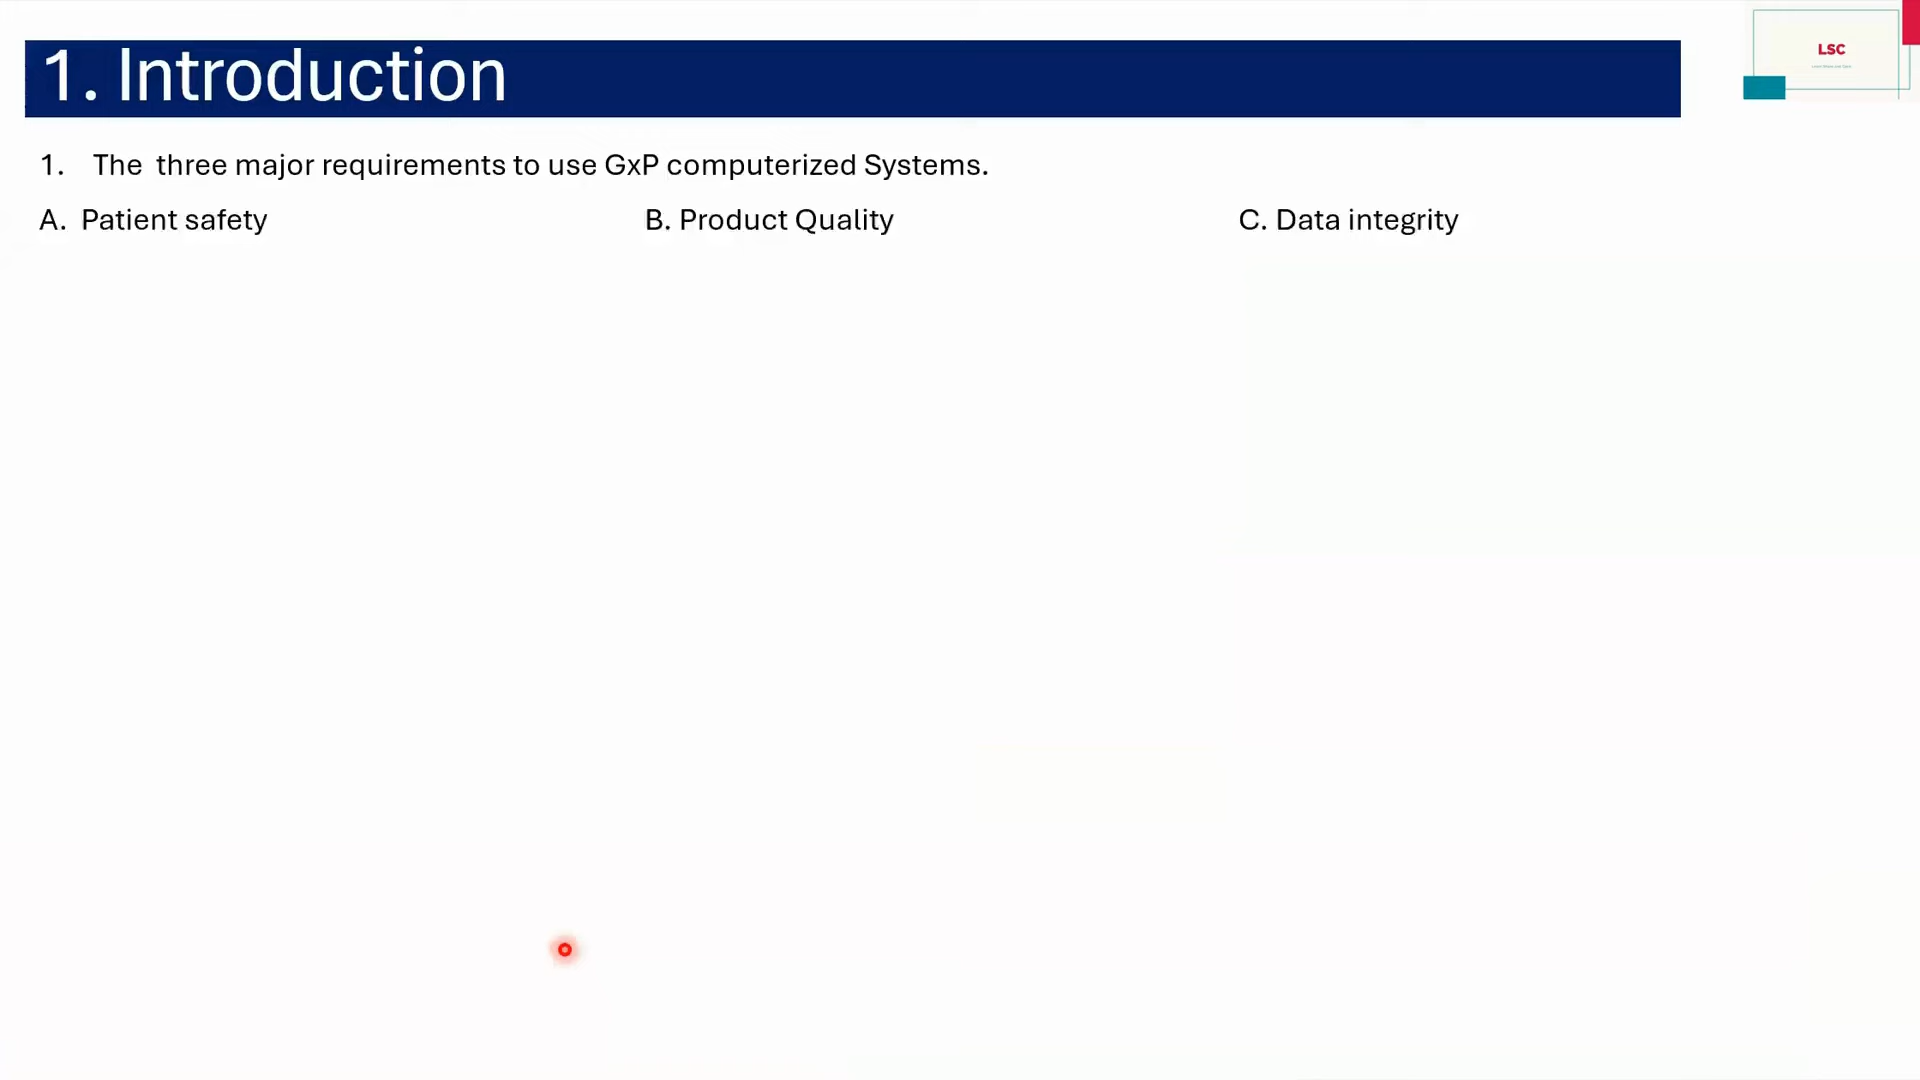 1. Introduction
LSC
1. The three major requirements to use GxP computerized Systems.
A. Patient safety B. Product Quality C. Data integrity